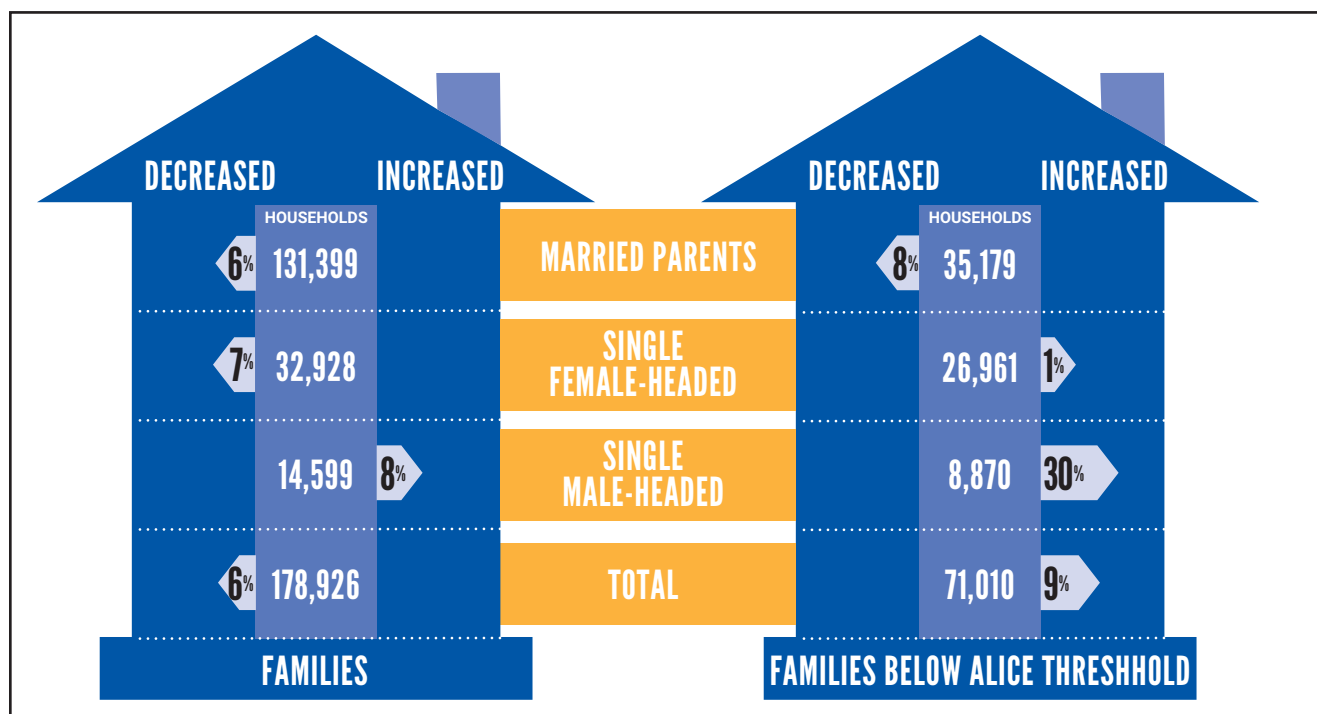 DECREASED INCREASED
HOUSEHOLDS
6% 131,399
7% 32,928
14,599 8%
6% 178,926
FAMILIES
MARRIED PARENTS
SINGLE
FEMALE-HEADED
SINGLE
MALE-HEADED
TOTAL
DECREASED INCREASED
HOUSEHOLDS
8% 35,179
26,961 1%
8,870 30%
71,010 9%
FAMILIES BELOW ALICE THRESHHOLD